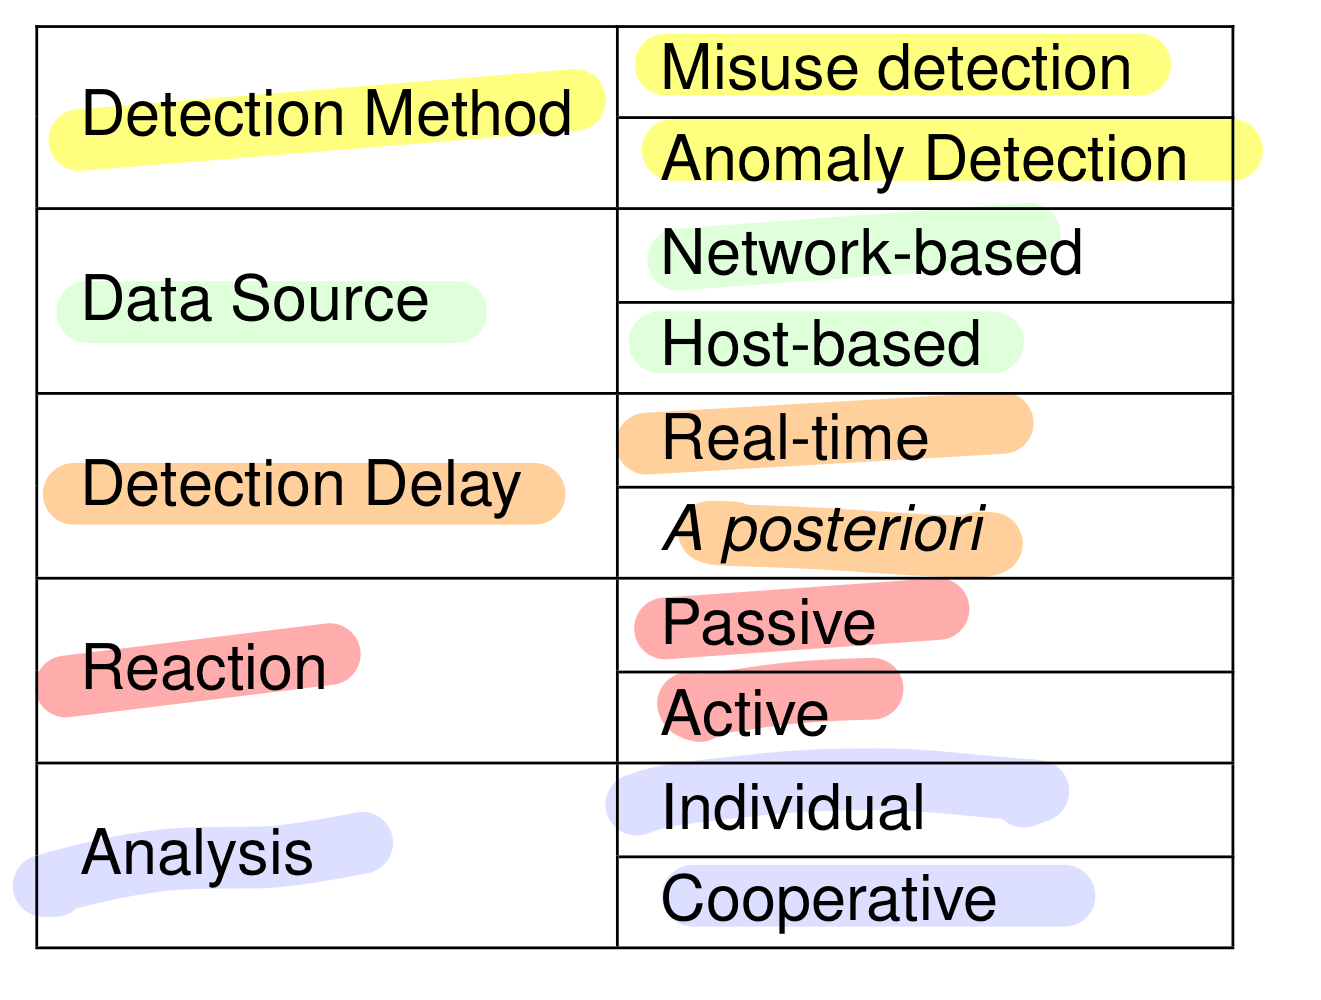 Detection Method
Misuse detection
Anomaly Detection
Data Source
Network-based
Host-based
Detection Delay
Real-time
A posteriori
Reaction
Passive
Active
Analysis
Individual
Cooperative